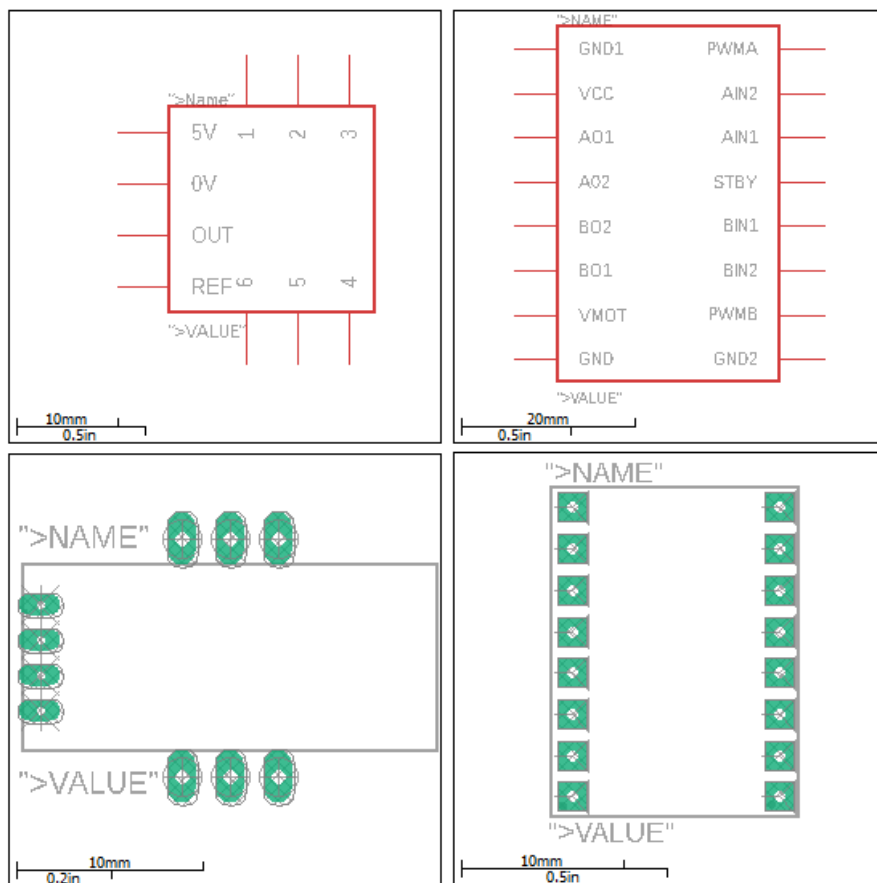 ">Name"
5V 1 2 3
0V
OUT
REF 6 5 4
">VALUE"
10mm
0.5in
">NAME"
GND1 PWMA
VCC AIN2
AO1 AIN1
AO2 STBY
BO2 BIN1
BO1 BIN2
VMOT PWMB
GND GND2
">VALUE"
20mm
0.5in
">NAME"
">VALUE"
10mm
0.2in
">NAME"
">VALUE"
10mm
0.5in